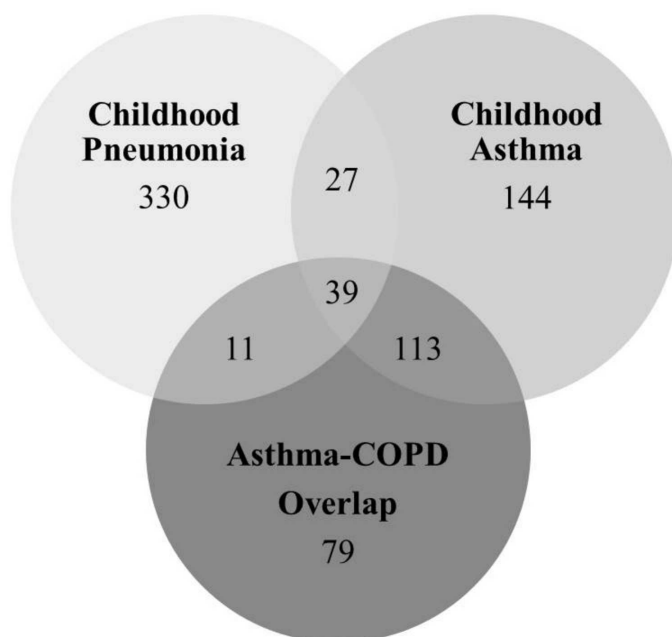 Childhood
Pneumonia
330
Childhood
Asthma
144
27
39
11
113
Asthma-COPD
Overlap
79